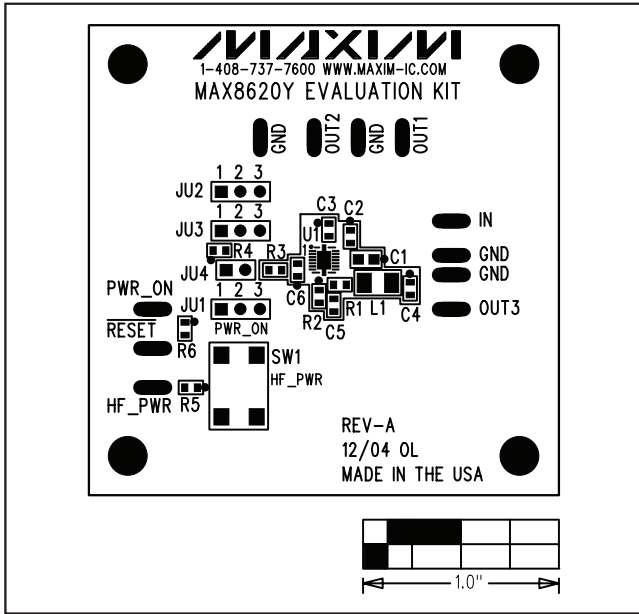 MAXIM
1-408-737-7600 WWW.MAXIM-IC.COM
MAX8620Y EVALUATION KIT
GND
OUT2
GND
OUT1
1 2 3
JU2
1 2 3
JU3
R4
JU4
R3
C3
C2
U1
C1
C6
R2
C5
R1
L1
C4
IN
GND
GND
OUT3
PWR_ON
RESET
JU1
1 2 3
PWR_ON
R6
SW1
HF_PWR
HF_PWR
R5
REV-A
12/04 OL
MADE IN THE USA
1.0"